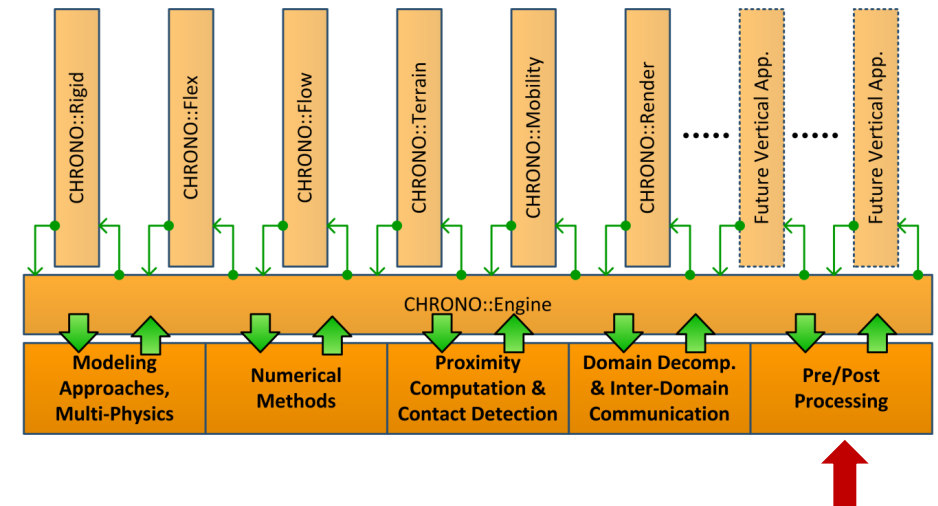 CHRONO::Rigid
CHRONO::Flex
CHRONO::Flow
CHRONO::Terrain
CHRONO::Mobility
CHRONO::Render
Future Vertical App.
Future Vertical App.
CHRONO::Engine
Modeling
Approaches,
Multi-Physics
Numerical
Methods
Proximity
Computation &
Contact Detection
Domain Decomp.
& Inter-Domain
Communication
Pre/Post
Processing